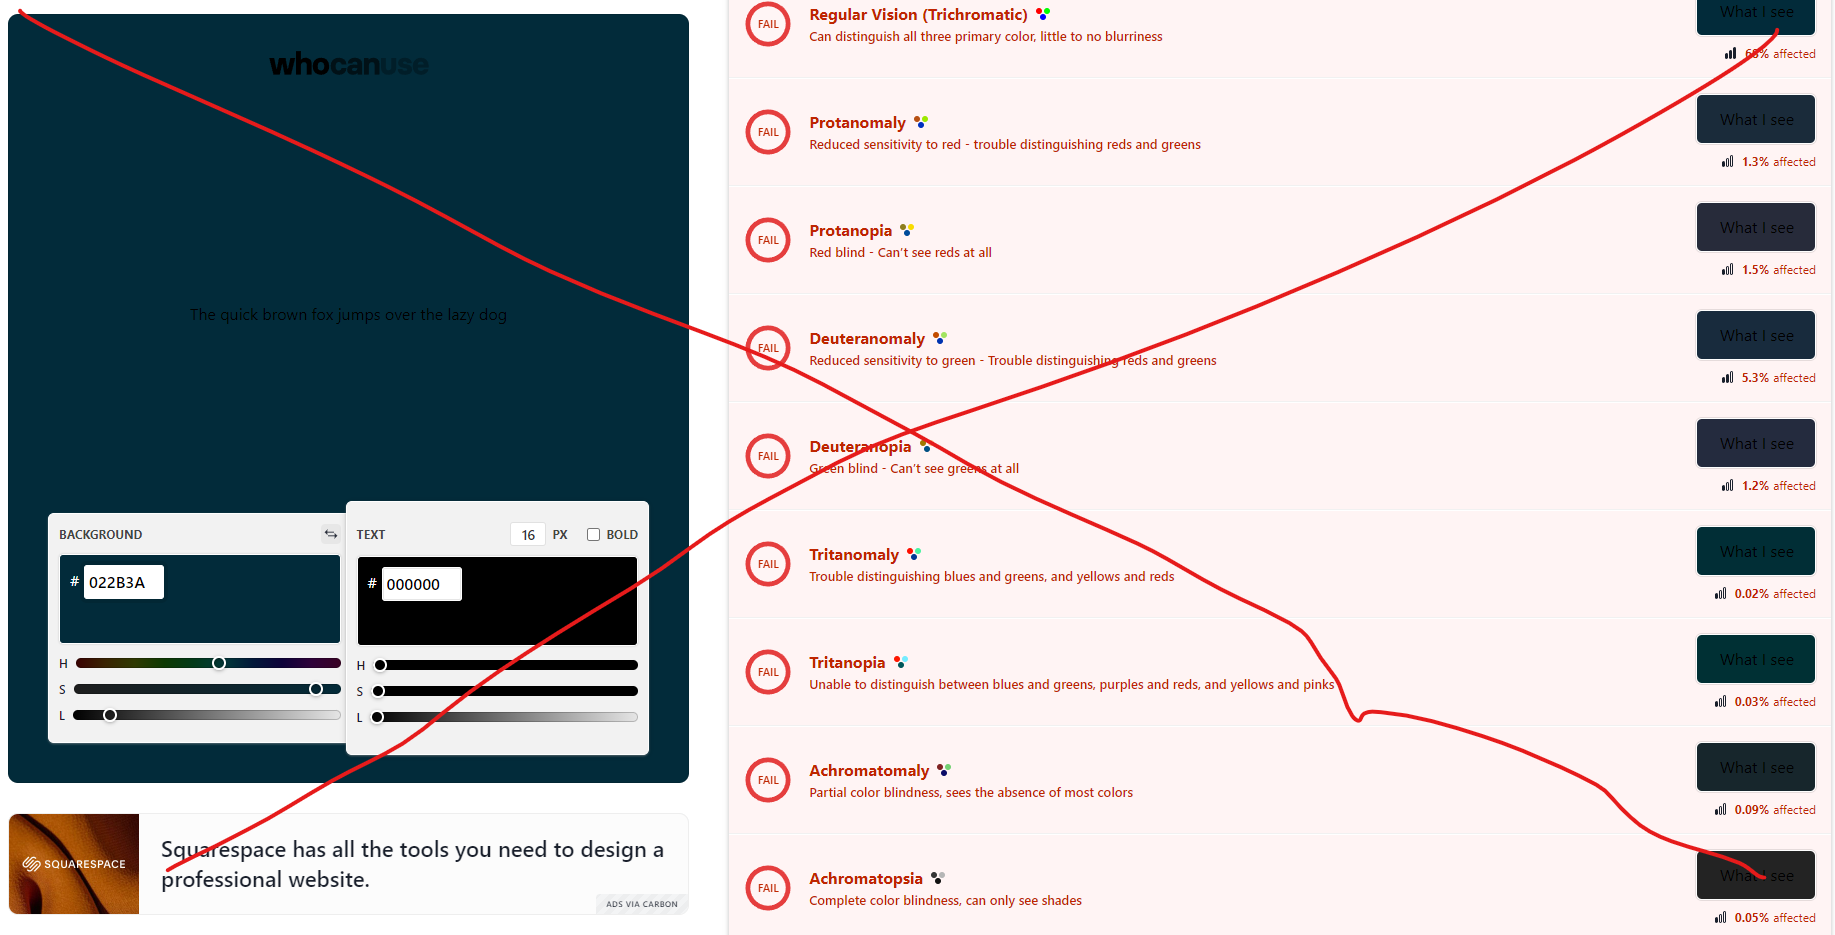 whocanuse
The quick brown fox jumps over the lazy dog
BACKGROUND
# 022B3A
H
S
L
TEXT 16 PX BOLD
# 000000
H
S
L
SQUARESPACE
Squarespace has all the tools you need to design a
professional website.
ADS VIA CARBON
FAIL
Regular Vision (Trichromatic)
Can distinguish all three primary color, little to no blurriness
What I see
68% affected
FAIL
Protanomaly
Reduced sensitivity to red - trouble distinguishing reds and greens
What I see
1.3% affected
FAIL
Protanopia
Red blind - Can't see reds at all
What I see
1.5% affected
FAIL
Deuteranomaly
Reduced sensitivity to green - Trouble distinguishing reds and greens
What I see
5.3% affected
FAIL
Deuteranopia
Green blind - Can't see greens at all
What I see
1.2% affected
FAIL
Tritanomaly
Trouble distinguishing blues and greens, and yellows and reds
What I see
0.02% affected
FAIL
Tritanopia
Unable to distinguish between blues and greens, purples and reds, and yellows and pinks
What I see
0.03% affected
FAIL
Achromatomaly
Partial color blindness, sees the absence of most colors
What I see
0.09% affected
FAIL
Achromatopsia
Complete color blindness, can only see shades
What I see
0.05% affected